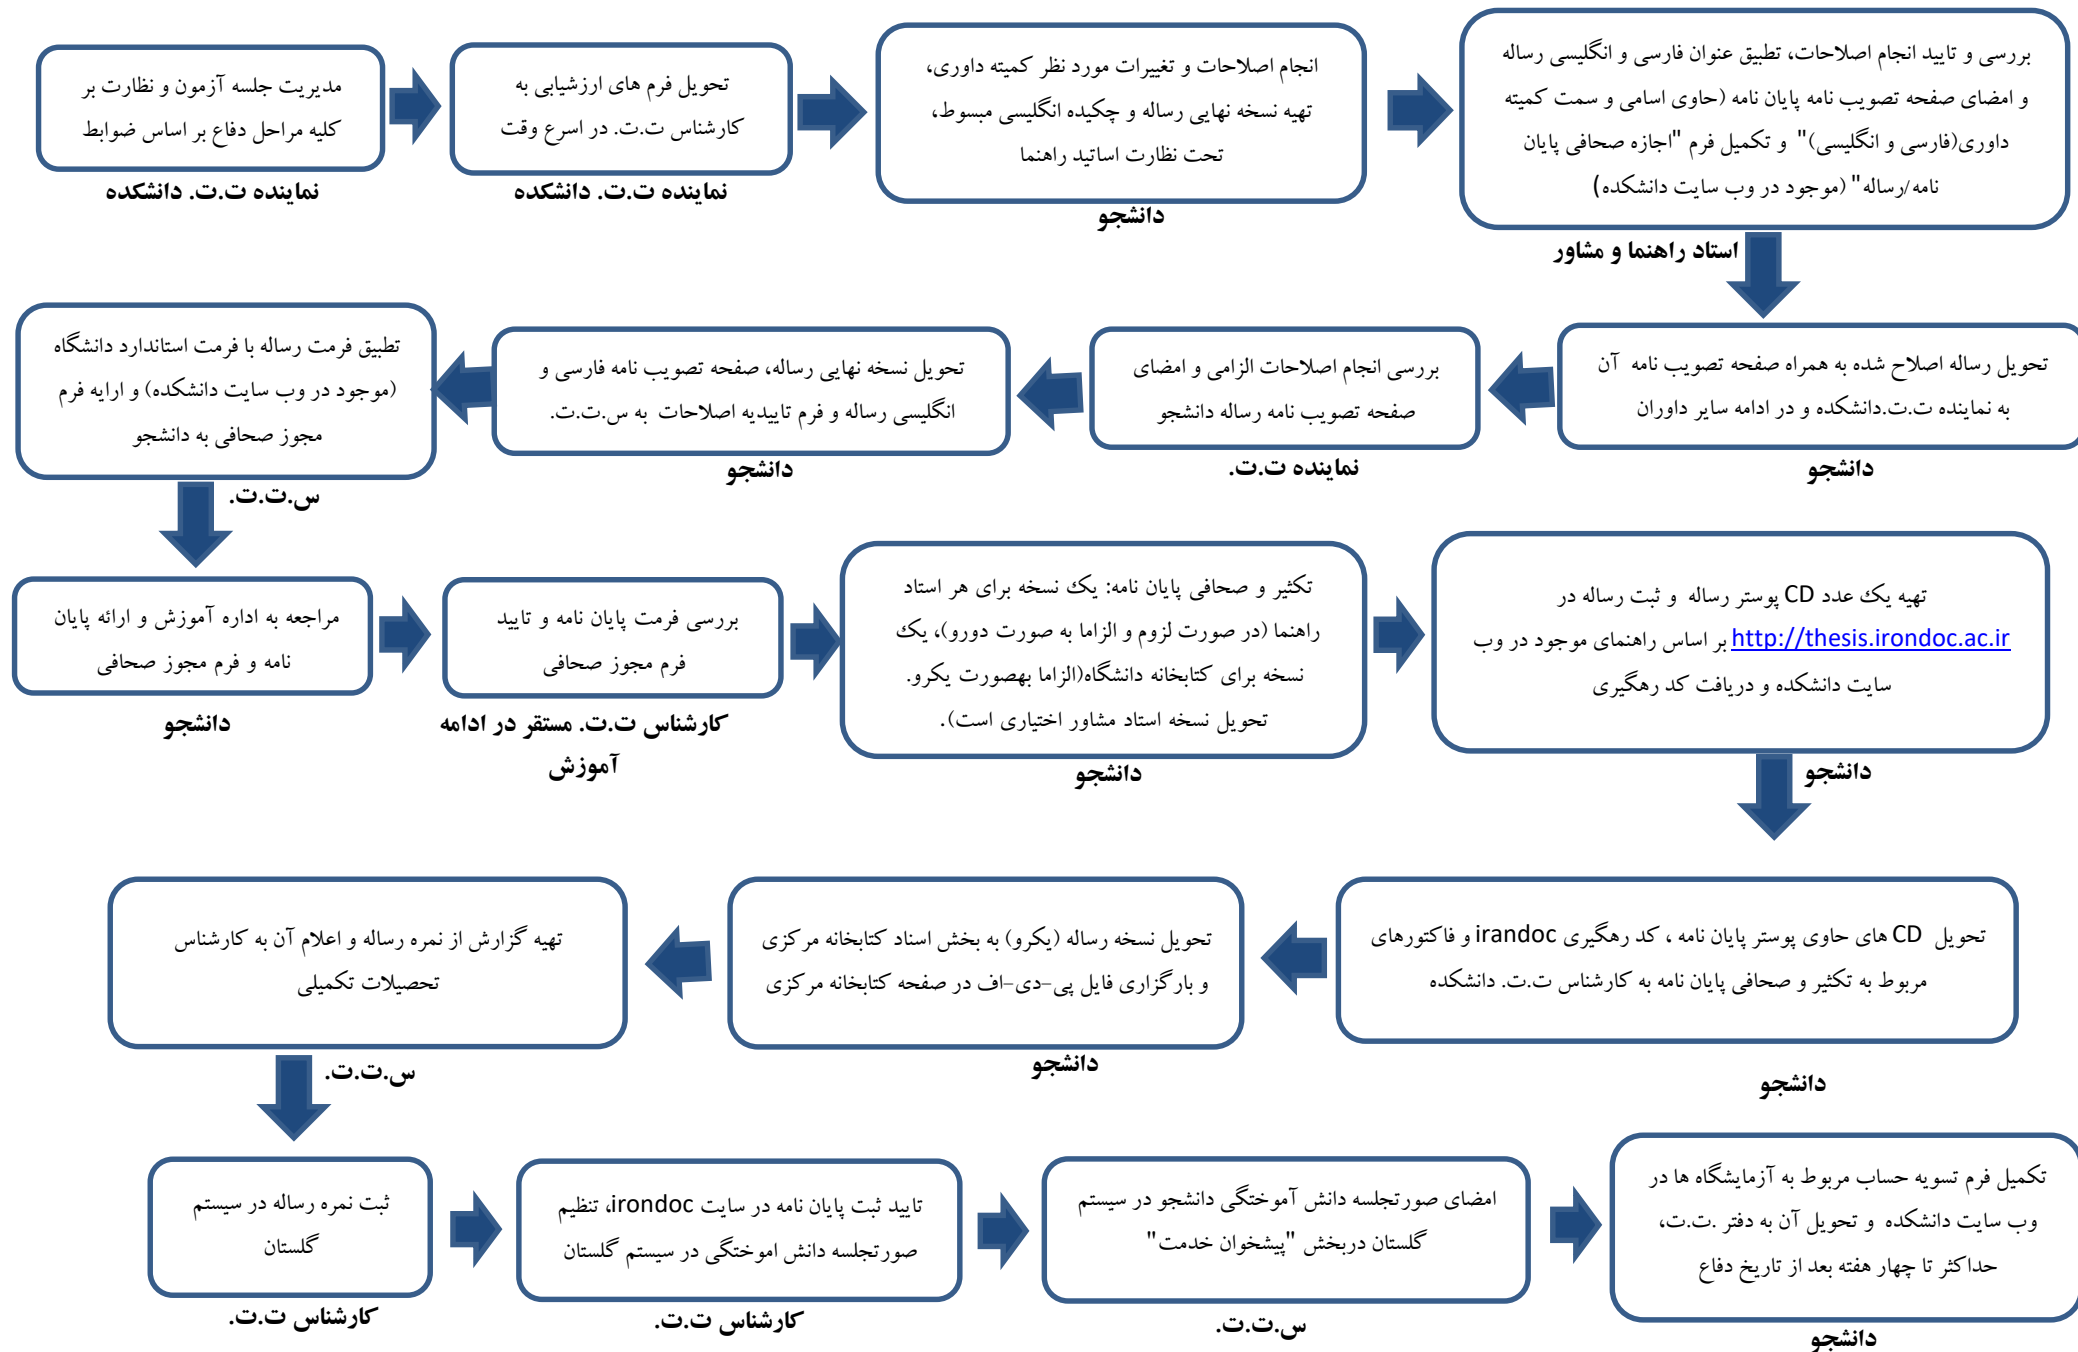 مدیریت جلسه آزمون و نظارت بر
کلیه مراحل دفاع بر اساس ضوابط
نماینده ت.ت. دانشکده
تحویل فرم های ارزشیابی به
کارشناس ت.ت. در اسرع وقت
نماینده ت.ت. دانشکده
انجام اصلاحات و تغییرات مورد نظر کمیته داوری،
تهیه نسخه نهایی رساله و چکیده انگلیسی مبسوط،
تحت نظارت اساتید راهنما
دانشجو
بررسی و تایید انجام اصلاحات، تطبیق عنوان فارسی و انگلیسی رساله
و امضای صفحه تصویب نامه پایان نامه (حاوی اسامی و سمت کمیته
داوری(فارسی و انگلیسی)" و تکمیل فرم "اجازه صحافی پایان
نامه/رساله" (موجود در وب سایت دانشکده)
استاد راهنما و مشاور
تحویل رساله اصلاح شده به همراه صفحه تصویب نامه آن
به نماینده ت.ت.دانشکده و در ادامه سایر داوران
دانشجو
بررسی انجام اصلاحات الزامی و امضای
صفحه تصویب نامه رساله دانشجو
نماینده ت.ت.
تحویل نسخه نهایی رساله، صفحه تصویب نامه فارسی و
انگلیسی رساله و فرم تاییدیه اصلاحات به س.ت.ت.
دانشجو
تطبیق فرمت رساله با فرمت استاندارد دانشگاه
(موجود در وب سایت دانشکده) و ارایه فرم
مجوز صحافی به دانشجو
س.ت.ت.
مراجعه به اداره آموزش و ارائه پایان
نامه و فرم مجوز صحافی
دانشجو
بررسی فرمت پایان نامه و تایید
فرم مجوز صحافی
کارشناس ت.ت. مستقر در ادامه
آموزش
تکثیر و صحافی پایان نامه: یک نسخه برای هر استاد
راهنما (در صورت لزوم و الزاما به صورت دورو)، یک
نسخه برای کتابخانه دانشگاه(الزاما بهصورت یکرو.
تحویل نسخه استاد مشاور اختیاری است).
دانشجو
تهیه یک عدد CD پوستر رساله و ثبت رساله در
http://thesis.irondoc.ac.ir بر اساس راهنمای موجود در وب
سایت دانشکده و دریافت کد رهگیری
دانشجو
تحویل CD های حاوی پوستر پایان نامه ، کد رهگیری irandoc و فاکتورهای
مربوط به تکثیر و صحافی پایان نامه به کارشناس ت.ت. دانشکده
دانشجو
تحویل نسخه رساله (یکرو) به بخش اسناد کتابخانه مرکزی
و بارگزاری فایل پی-دی-اف در صفحه کتابخانه مرکزی
دانشجو
تهیه گزارش از نمره رساله و اعلام آن به کارشناس
تحصیلات تکمیلی
س.ت.ت.
ثبت نمره رساله در سیستم
گلستان
کارشناس ت.ت.
تایید ثبت پایان نامه در سایت irondoc، تنظیم
صورتجلسه دانش اموختگی در سیستم گلستان
کارشناس ت.ت.
امضای صورتجلسه دانش آموختگی دانشجو در سیستم
گلستان دربخش "پیشخوان خدمت"
س.ت.ت.
تکمیل فرم تسویه حساب مربوط به آزمایشگاه ها در
وب سایت دانشکده و تحویل آن به دفتر .ت.ت،
حداکثر تا چهار هفته بعد از تاریخ دفاع
دانشجو